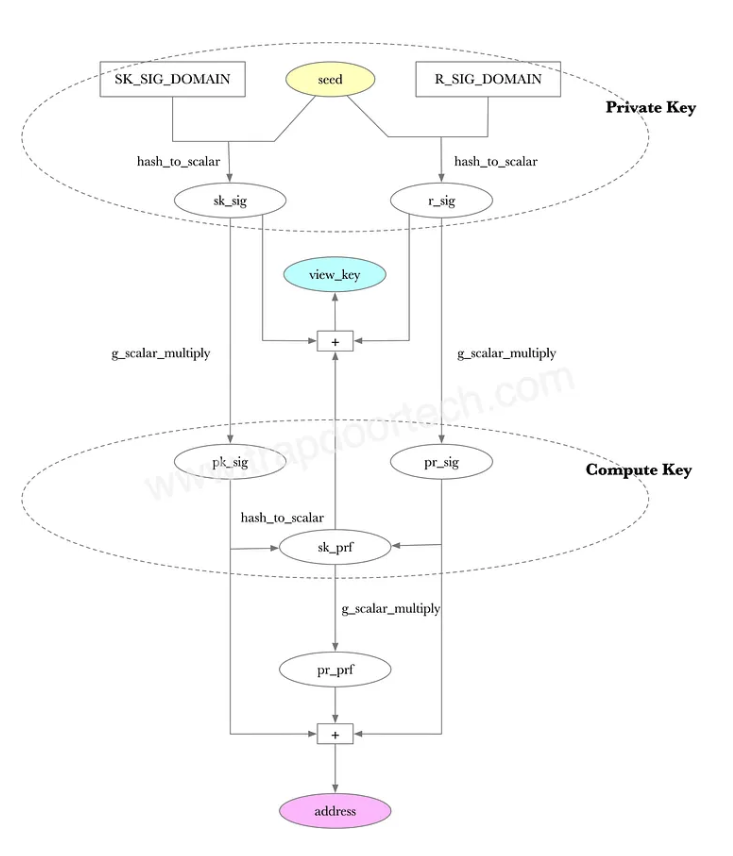 SK_SIG_DOMAIN
seed
R_SIG_DOMAIN
Private Key
hash_to_scalar
hash_to_scalar
sk_sig
r_sig
view_key
+
g_scalar_multiply
g_scalar_multiply
www.trapdoortech.com
pk_sig
pr_sig
Compute Key
hash_to_scalar
sk_prf
g_scalar_multiply
pr_prf
+
address